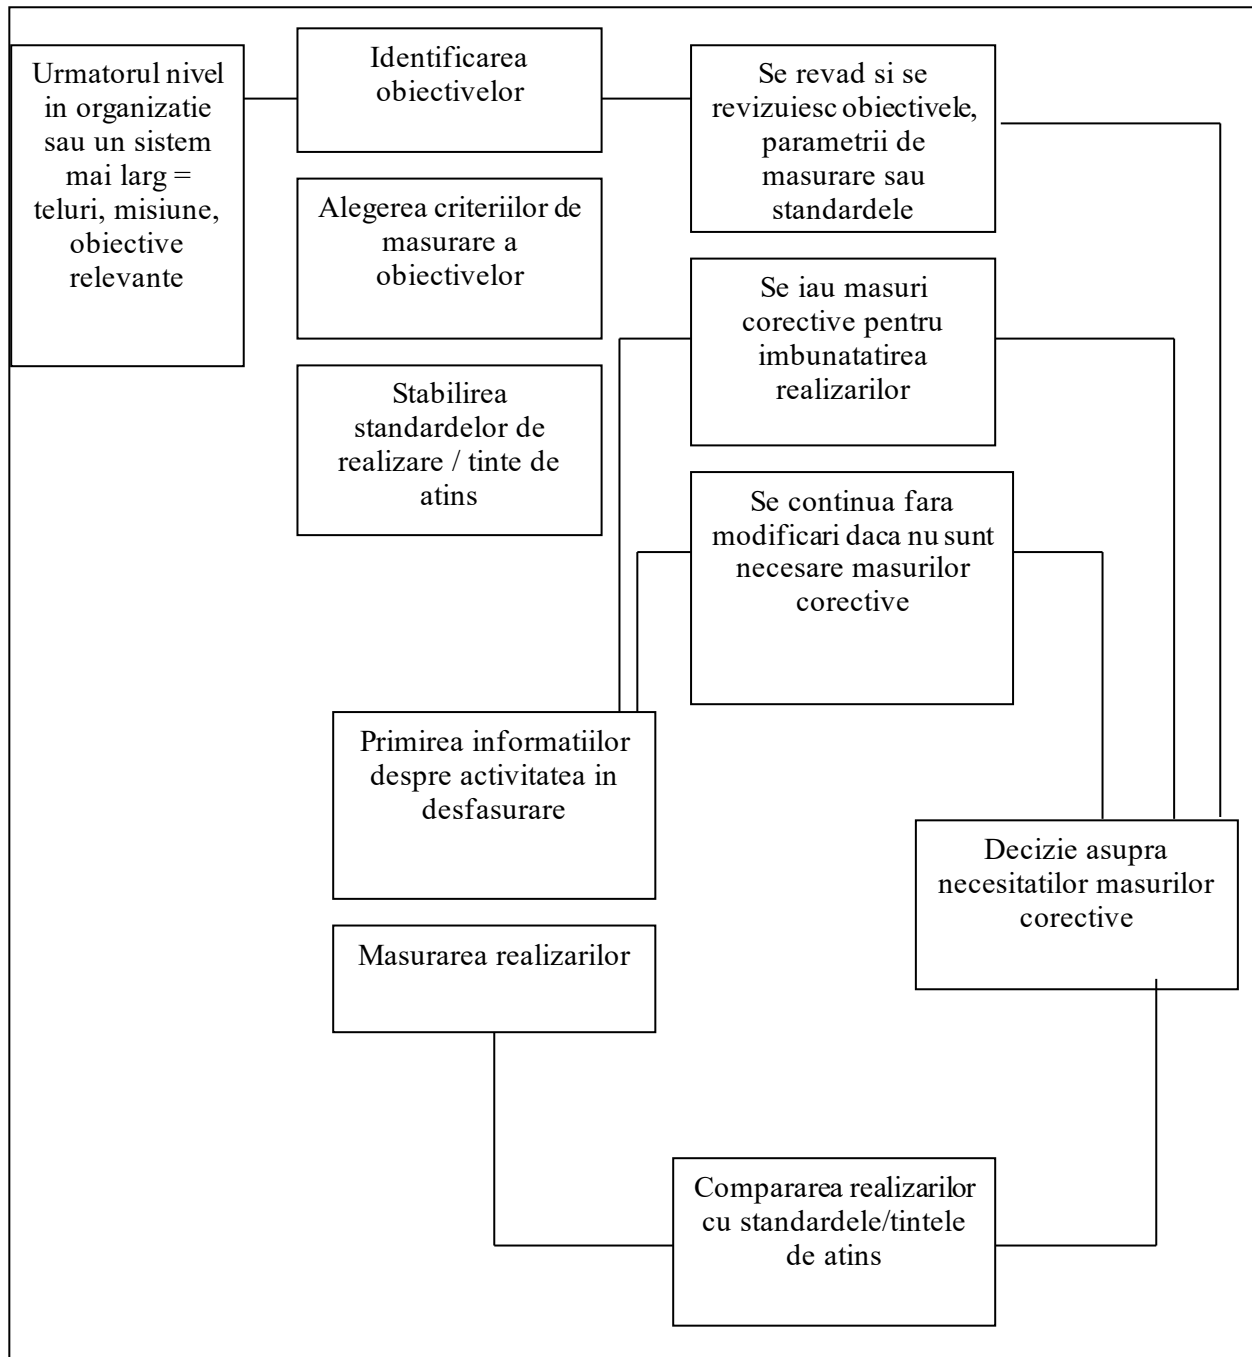 Urmatorul nivel
in organizatie
sau un sistem
mai larg =
teluri, misiune,
obiective
relevante
Identificarea
obiectivelor
Alegerea criteriilor de
masurare a
obiectivelor
Stabilirea
standardelor de
realizare / tinte de
atins
Se revad si se
revizuiesc obiectivele,
parametrii de
masurare sau
standardele
Se iau masuri
corective pentru
imbunatatirea
realizarilor
Se continua fara
modificari daca nu sunt
necesare masurilor
corective
Primirea informatiilor
despre activitatea in
desfasurare
Masurarea realizarilor
Decizie asupra
necesitatilor masurilor
corective
Compararea realizarilor
cu standardele/tintele
de atins